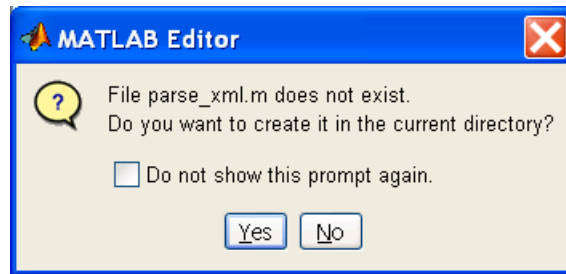 MATLAB Editor
?
File parse_xml.m does not exist.
Do you want to create it in the current directory?
Do not show this prompt again.
Yes No